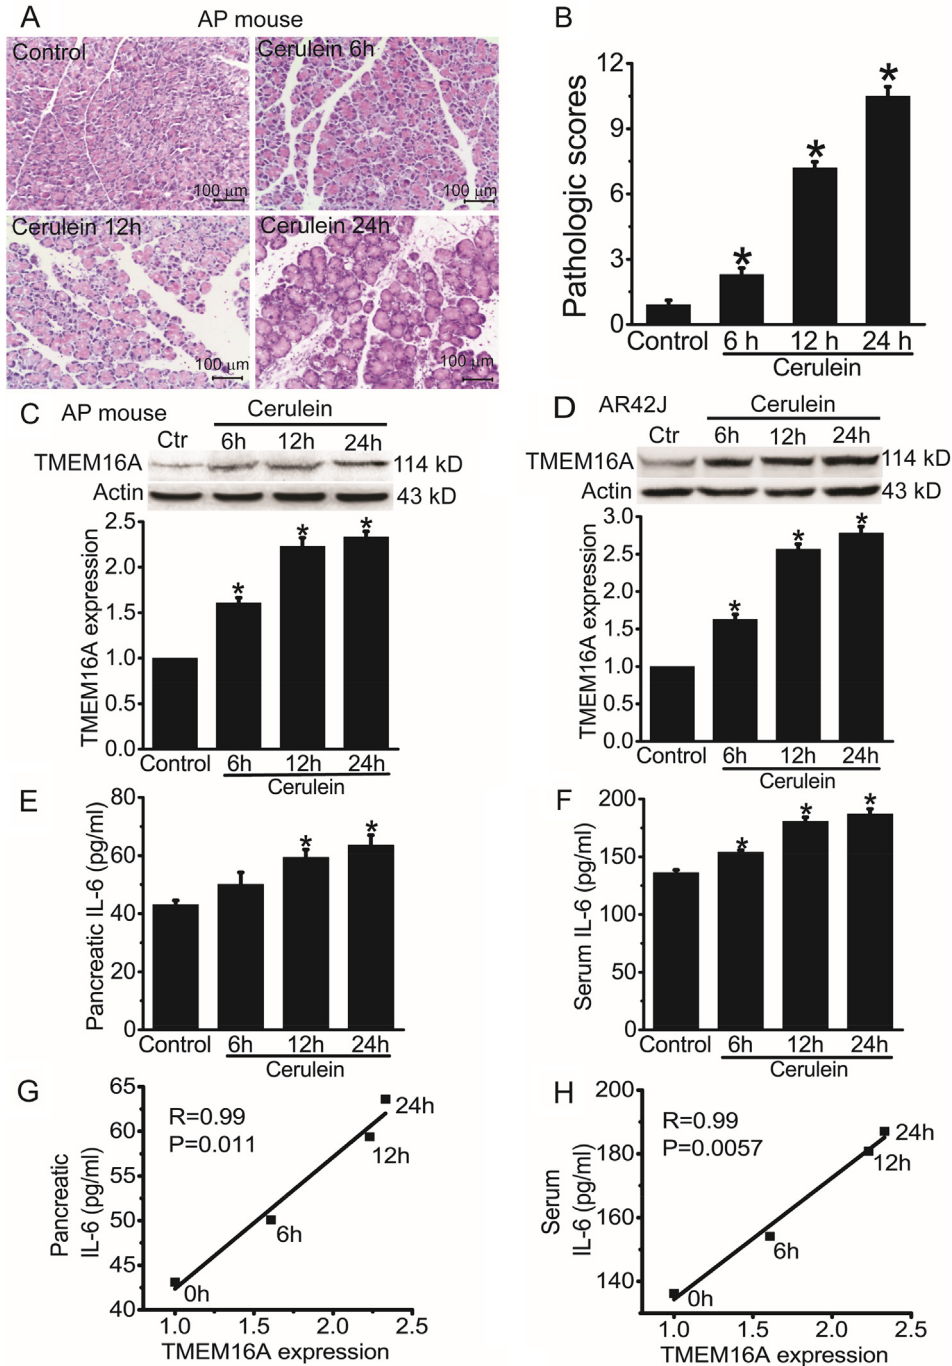 A
AP mouse
Control
100 μm
Cerulein 6h
100 μm
Cerulein 12h
100 μm
Cerulein 24h
100 μm
B
Pathologic scores
12
9
6
3
0
*
*
*
Control 6 h 12 h 24 h
Cerulein
C AP mouse
Cerulein
Ctr 6h 12h 24h
TMEM16A 114 kD
Actin 43 kD
TMEM16A expression
2.5
2.0
1.5
1.0
0.5
0.0
*
*
*
Control 6h 12h 24h
Cerulein
D AR42J
Cerulein
Ctr 6h 12h 24h
TMEM16A 114 kD
Actin 43 kD
TMEM16A expression
3.0
2.5
2.0
1.5
1.0
0.5
0.0
*
*
*
Control 6h 12h 24h
Cerulein
E
Pancreatic IL-6 (pg/ml)
80
60
40
20
0
*
*
Control 6h 12h 24h
Cerulein
F
Serum IL-6 (pg/ml)
200
150
100
50
0
*
*
*
Control 6h 12h 24h
Cerulein
G
Pancreatic
IL-6 (pg/ml)
65
60
55
50
45
40
R=0.99
P=0.011
24h
12h
6h
0h
1.0 1.5 2.0 2.5
TMEM16A expression
H
Serum
IL-6 (pg/ml)
200
180
160
140
R=0.99
P=0.0057
24h
12h
6h
0h
1.0 1.5 2.0 2.5
TMEM16A expression